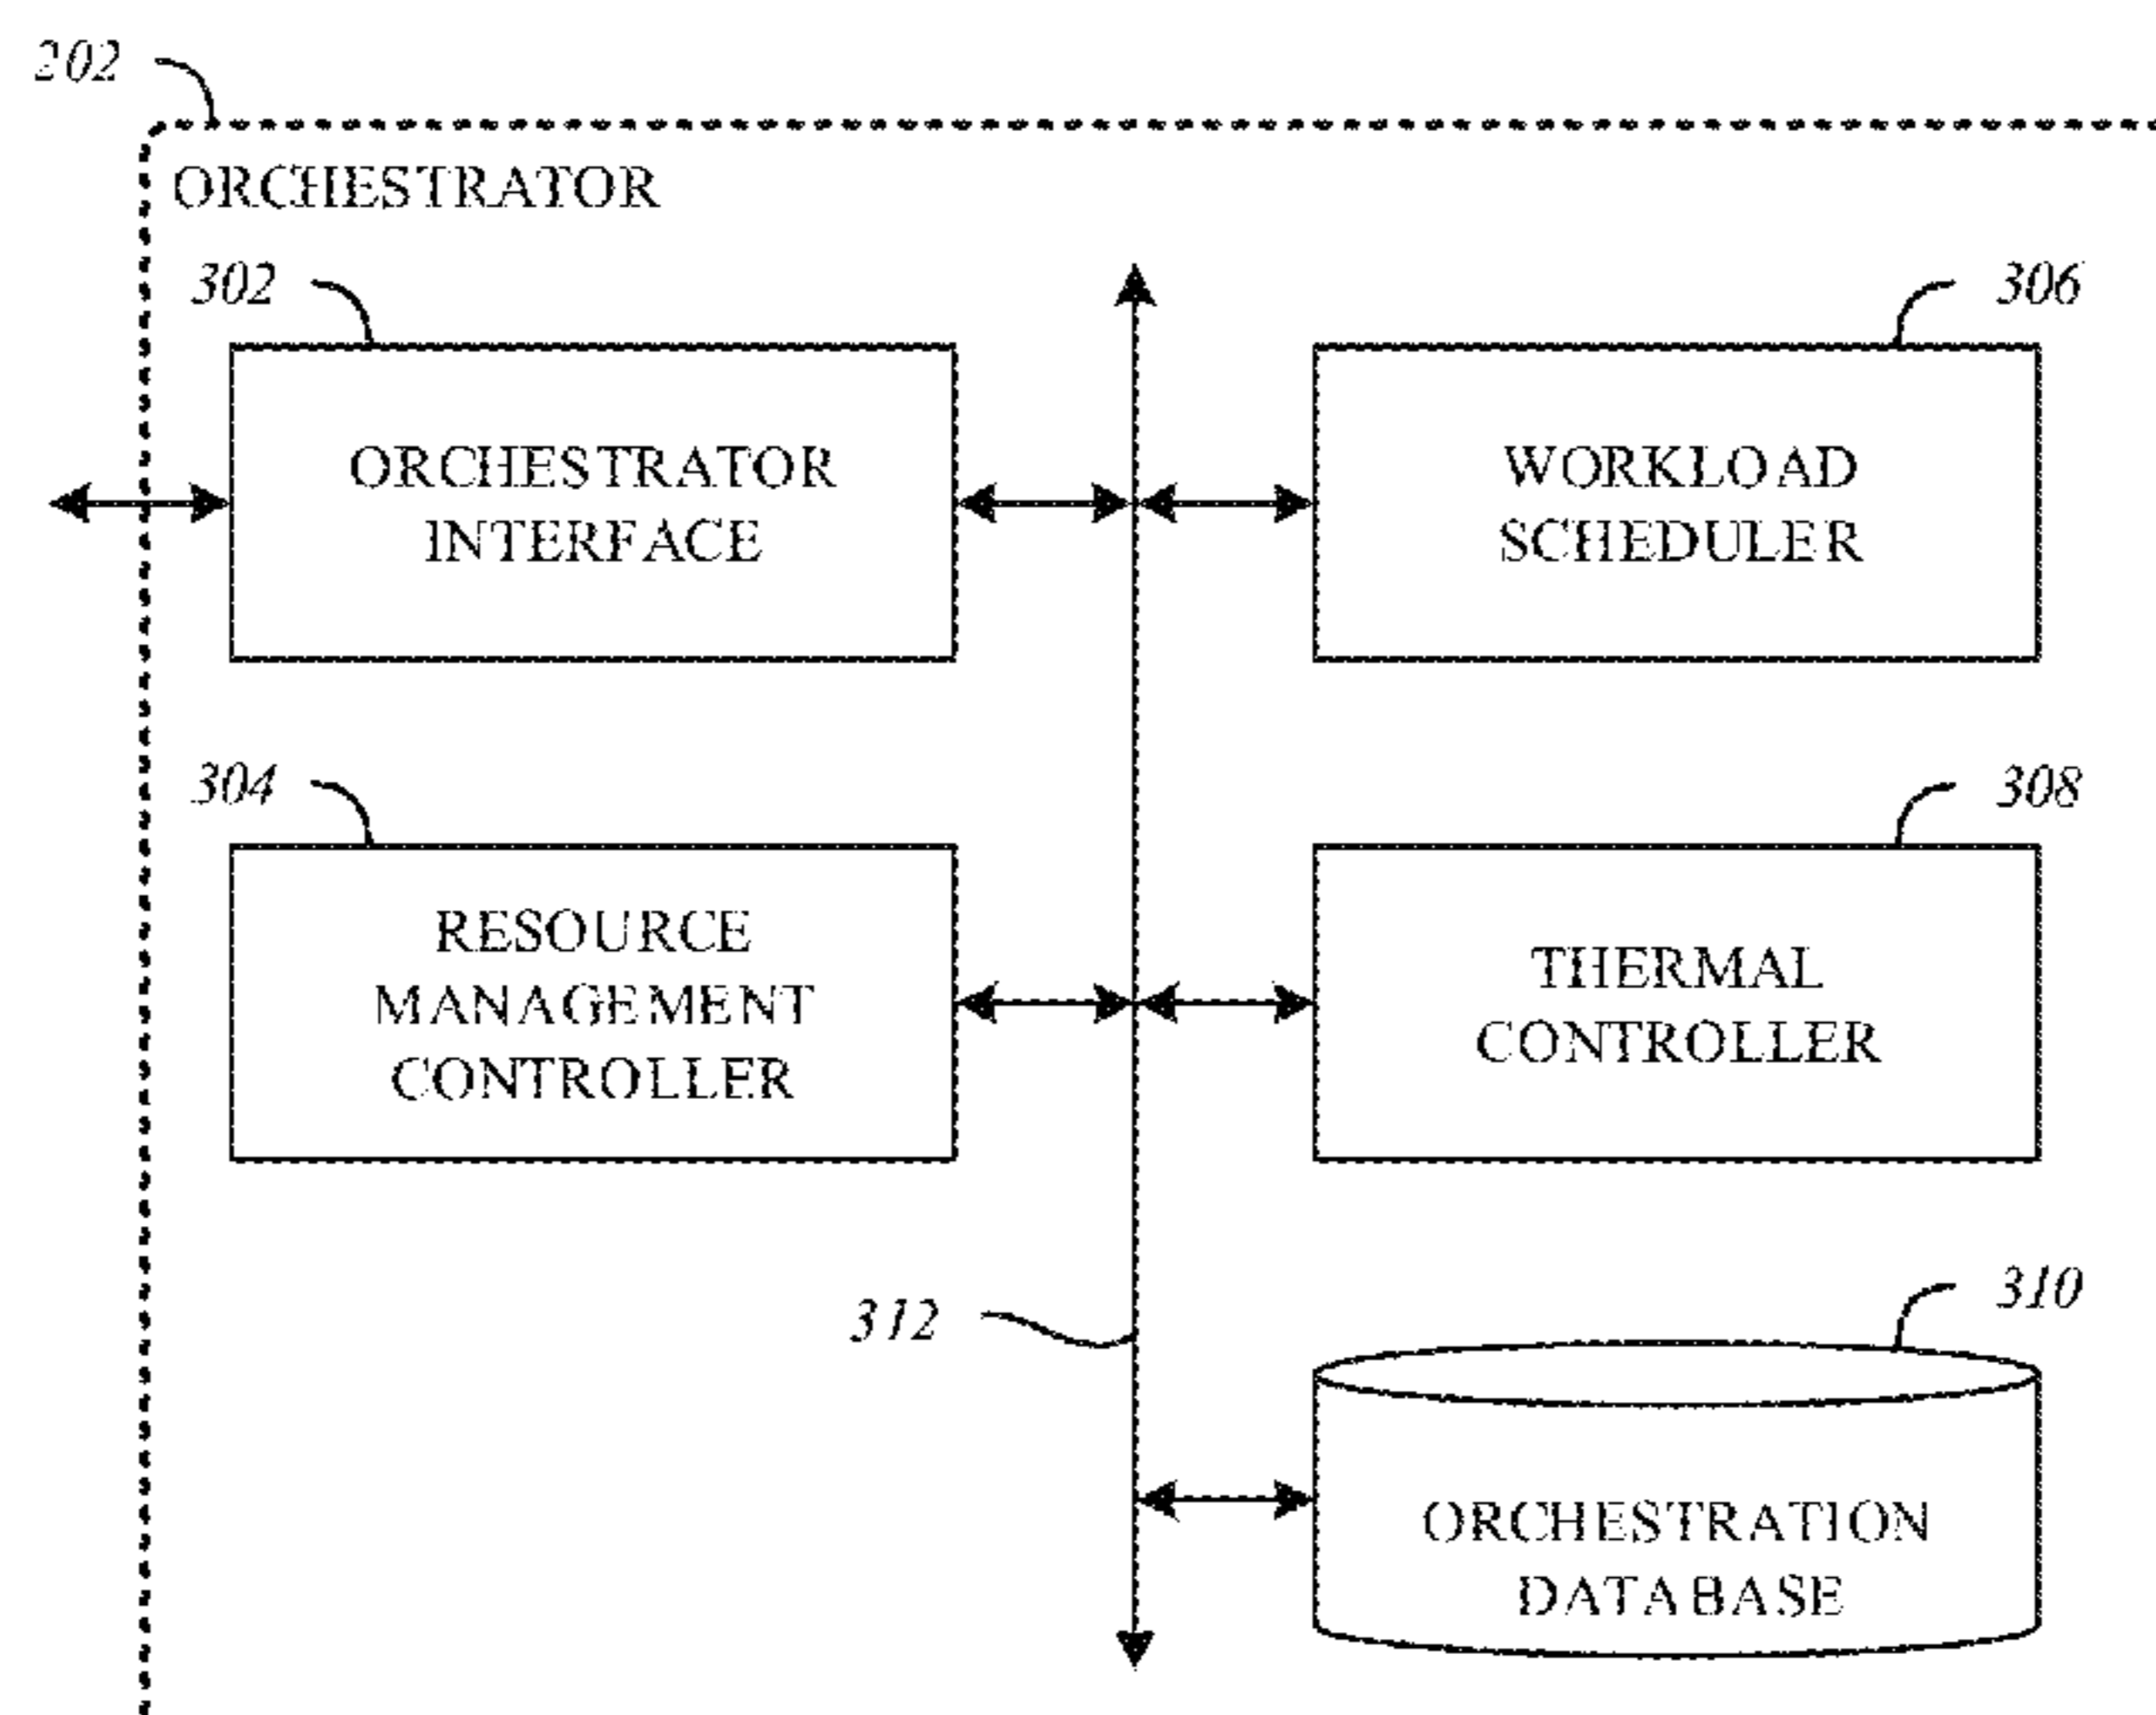 202
ORCHESTRATOR
302
306
ORCHESTRATOR
INTERFACE
WORKLOAD
SCHEDULER
304
308
RESOURCE
MANAGEMENT
CONTROLLER
THERMAL
CONTROLLER
312
310
ORCHESTRATION
DATABASE